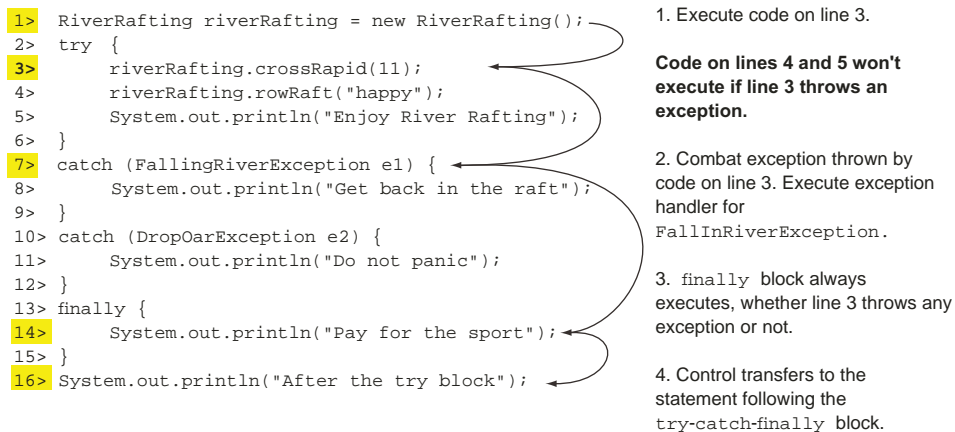 1> RiverRafting riverRafting = new RiverRafting();
2> try {
3> riverRafting.crossRapid(11);
4> riverRafting.rowRaft("happy");
5> System.out.println("Enjoy River Rafting");
6> }
7> catch (FallingRiverException e1) {
8> System.out.println("Get back in the raft");
9> }
10> catch (DropOarException e2) {
11> System.out.println("Do not panic");
12> }
13> finally {
14> System.out.println("Pay for the sport");
15> }
16> System.out.println("After the try block");
1. Execute code on line 3.
Code on lines 4 and 5 won't
execute if line 3 throws an
exception.
2. Combat exception thrown by
code on line 3. Execute exception
handler for
FallInRiverException.
3. finally block always
executes, whether line 3 throws any
exception or not.
4. Control transfers to the
statement following the
try-catch-finally block.